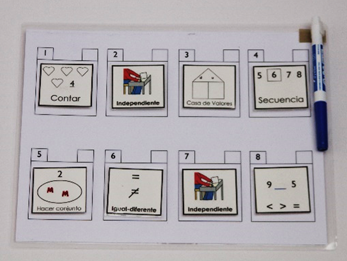 1
4
Contar
2
Independiente
3
Casa de Valores
4
5 6 7 8
Secuencia
5
2
M M
Hacer conjunto
6
=
≠
Igual-diferente
7
Independiente
8
9 __ 5
< > =